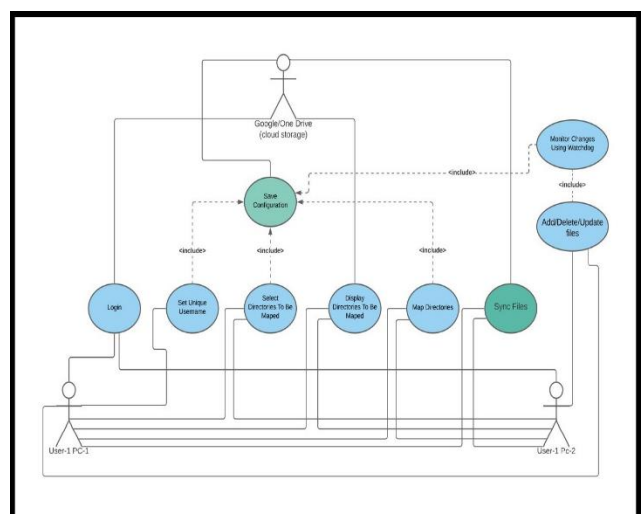 Google/One Drive
(cloud storage)
Monitor Changes
Using Watchdog
<include>
Save
Configuration
<include>
Add/Delete/Update
files
<include>
<include>
<include>
Login
Set Unique
Username
Select
Directories To Be
Maped
Display
Directories To Be
Maped
Map Directories
Sync Files
User-1 PC-1
User-1 Pc-2